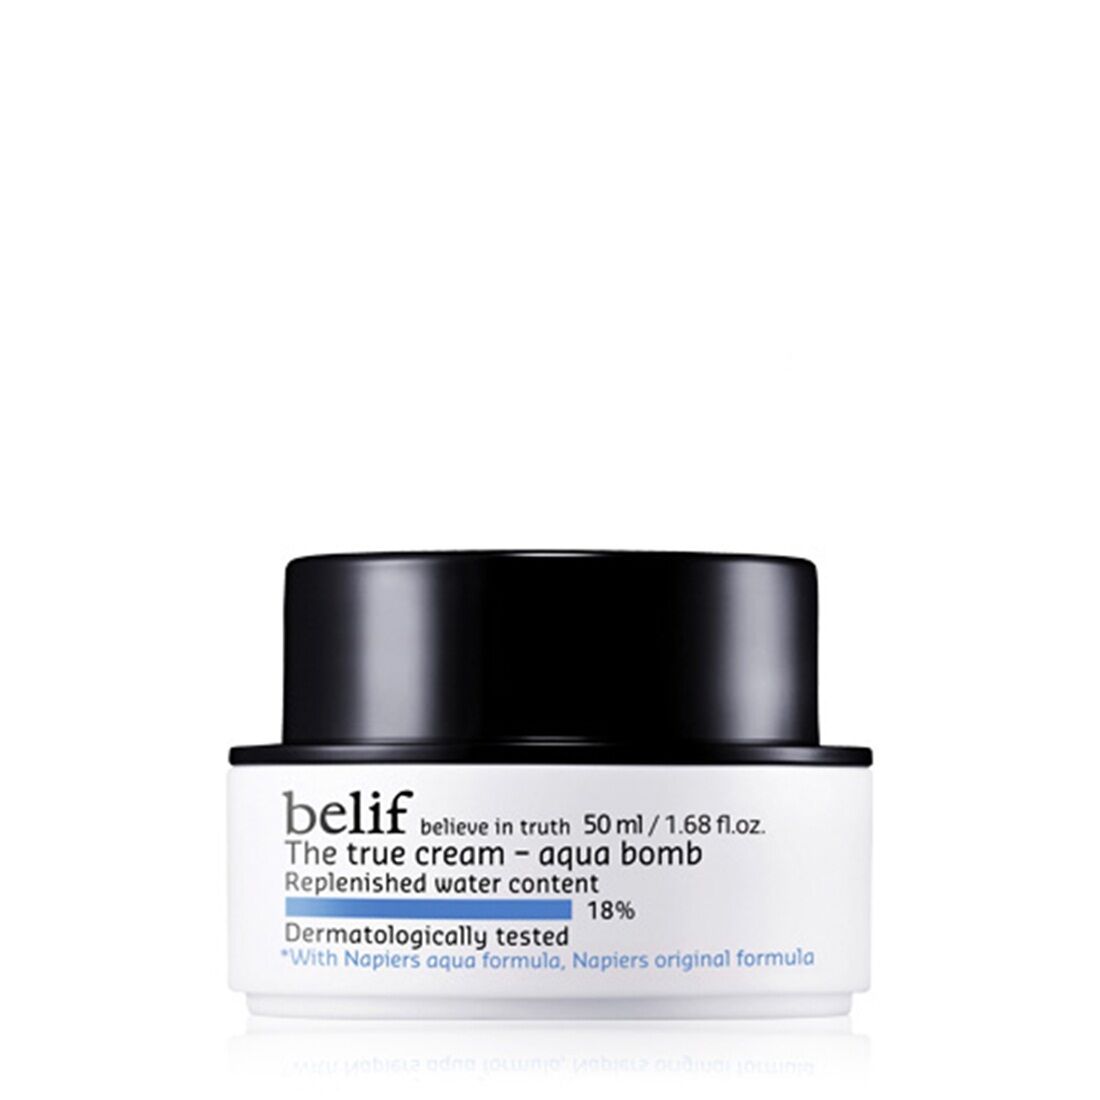 belif believe in truth 50 ml / 1.68 fl.oz.
The true cream – aqua bomb
Replenished water content
18%
Dermatologically tested
*With Napiers aqua formula, Napiers original formula